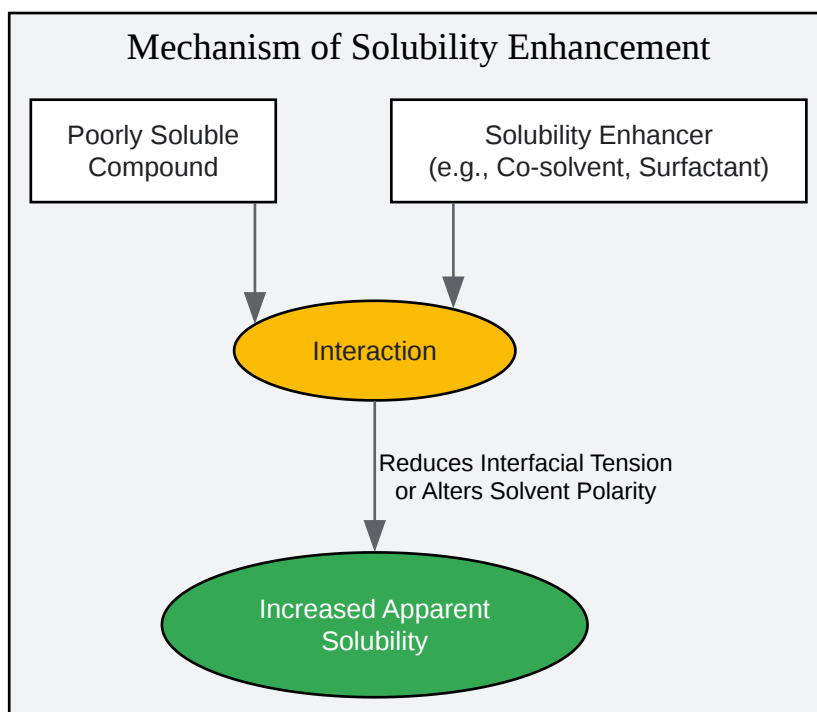 Mechanism of Solubility Enhancement
Poorly Soluble
Compound
Solubility Enhancer
(e.g., Co-solvent, Surfactant)
Interaction
Reduces Interfacial Tension
or Alters Solvent Polarity
Increased Apparent
Solubility